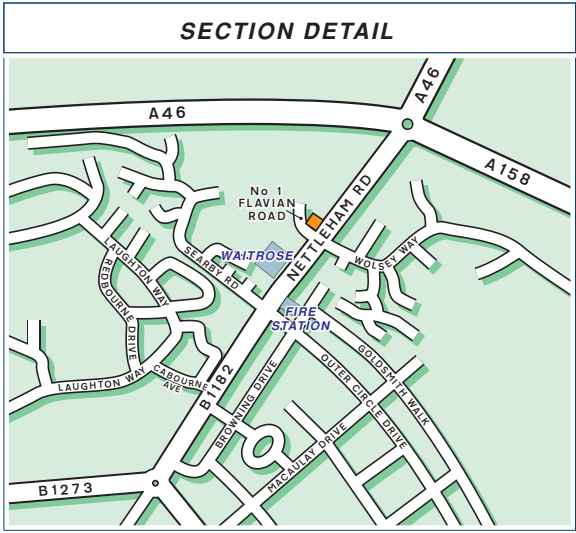 SECTION DETAIL
A46
A46
A158
No 1
FLAVIAN
ROAD
NETTLEHAM RD
WAITROSE
SEARBY RD
WOLSEY WAY
LAUGHTON WAY
REDBOURNE DRIVE
FIRE
STATION
GOLDSMITH WALK
OUTER CIRCLE DRIVE
LAUGHTON WAY
CABOURNE
AVE
B1182
BROWNING DRIVE
MACAULAY DRIVE
B1273